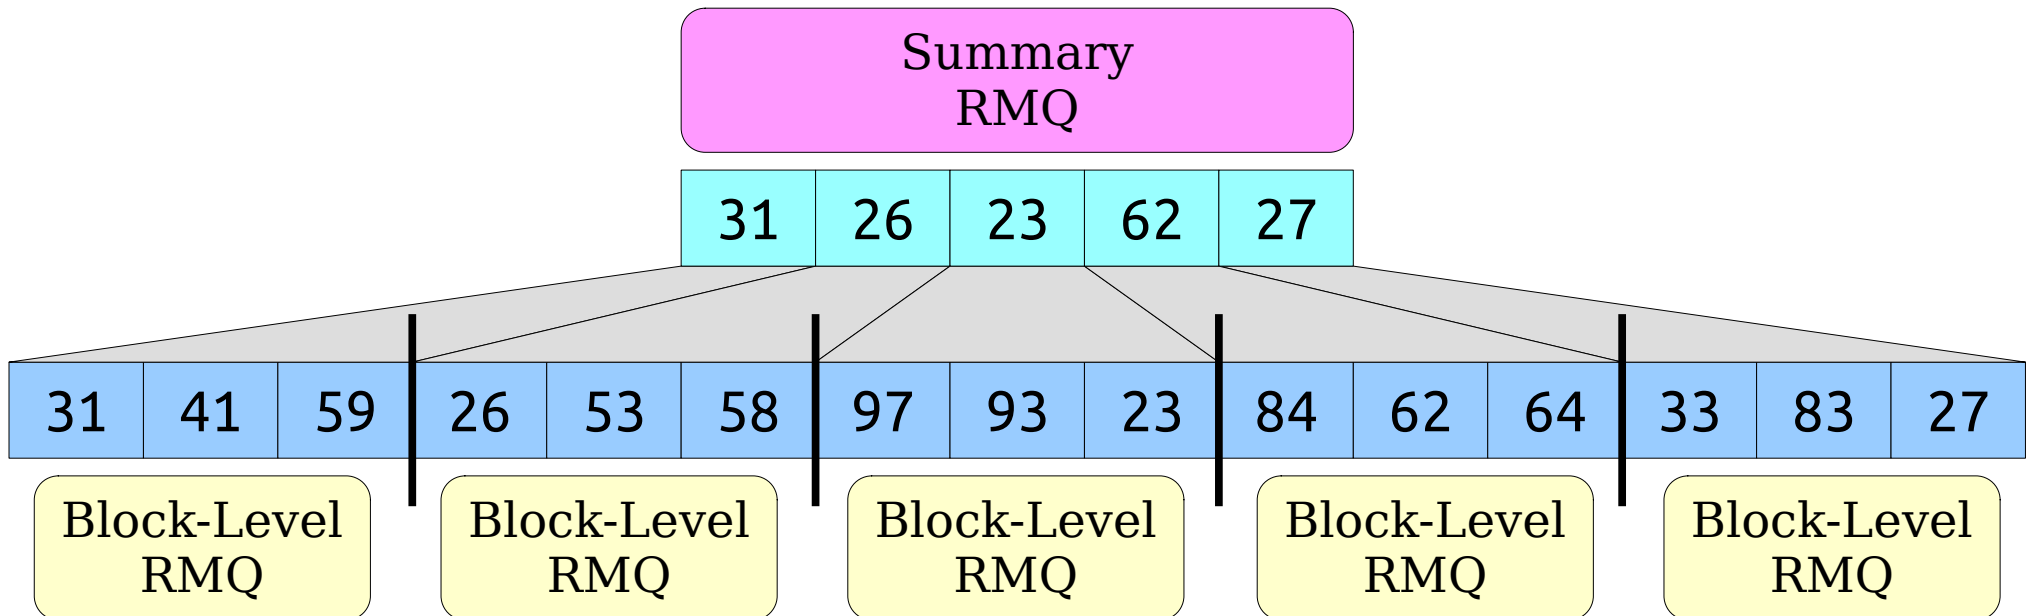 Summary
RMQ
31 26 23 62 27
31 41 59 26 53 58 97 93 23 84 62 64 33 83 27
Block-Level Block-Level Block-Level Block-Level Block-Level
RMQ RMQ RMQ RMQ RMQ